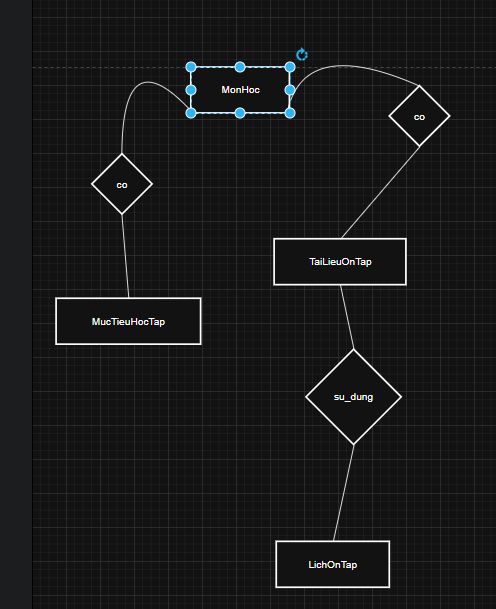 MonHoc
co
co
TaiLieuOnTap
MucTieuHocTap
su_dung
LichOnTap